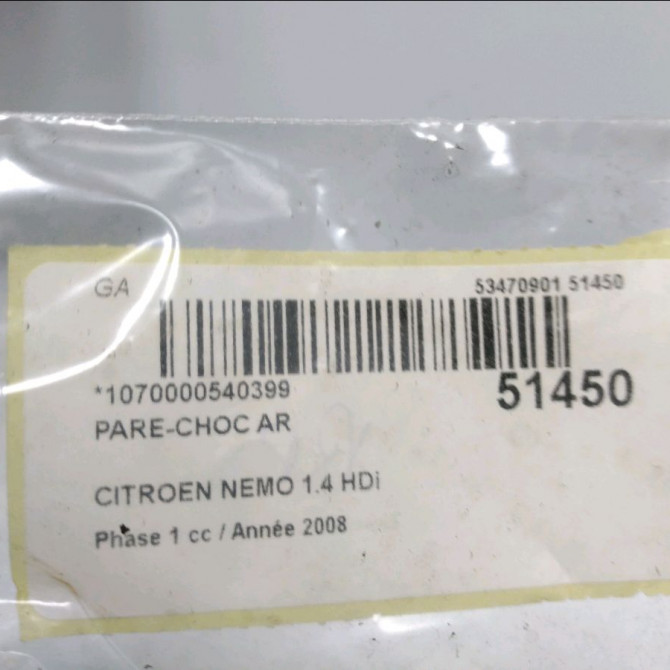 GA 53470901 51450
*1070000540399 51450
PARE-CHOC AR
CITROEN NEMO 1.4 HDi
Phase 1 cc / Année 2008